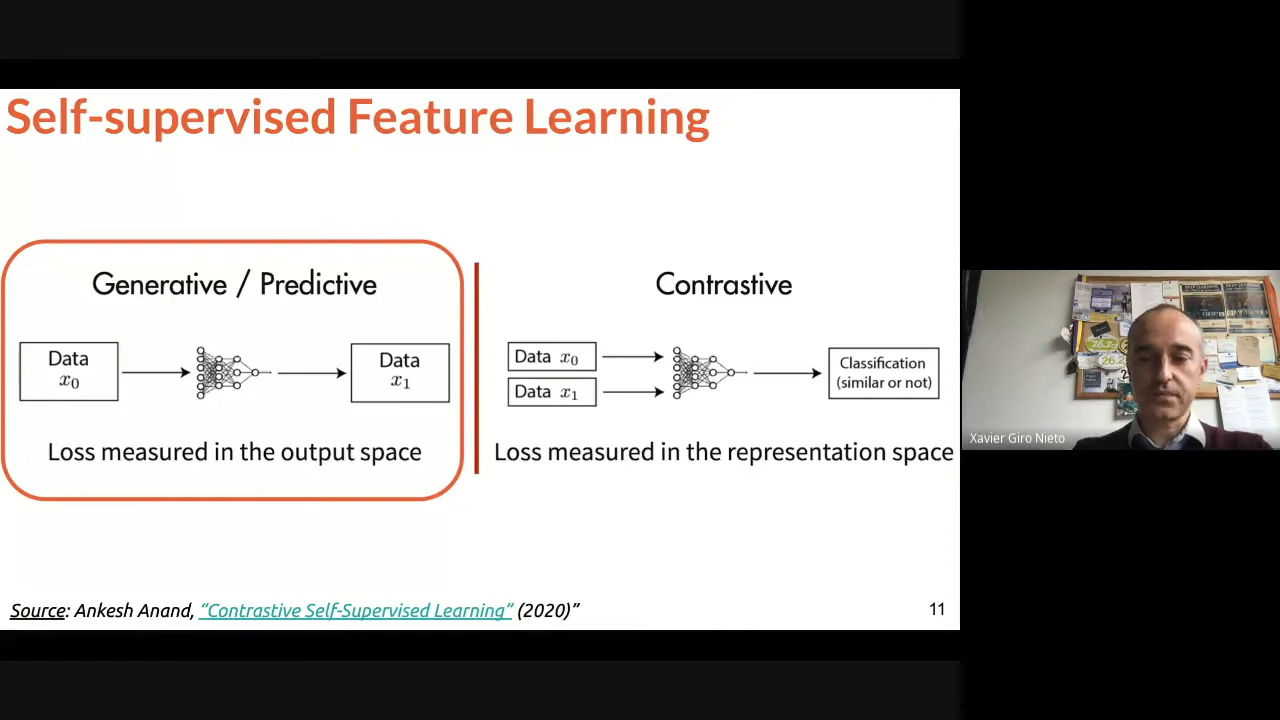 Self-supervised Feature Learning
Generative / Predictive
Data
x₀
Data
x₁
Loss measured in the output space
Contrastive
Data x₀
Data x₁
Classification
(similar or not)
Loss measured in the representation space
Source: Ankesh Anand, “Contrastive Self-Supervised Learning” (2020)”
11
Xavier Giro Nieto